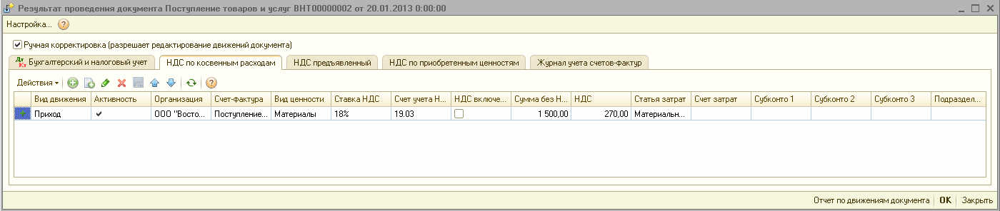 Результат проведения документа Поступление товаров и услуг ВНТ00000002 от 20.01.2013 0:00:00
Настройка... ?
Ручная корректировка (разрешает редактирование движений документа)
Дт Кт Бухгалтерский и налоговый учет НДС по косвенным расходам НДС предъявленный НДС по приобретенным ценностям Журнал учета счетов-фактур
Действия ?
Вид движения Активность Организация Счет-Фактура Вид ценности Ставка НДС Счет учета Н... НДС включе... Сумма без Н... НДС Статья затрат Счет затрат Субконто 1 Субконто 2 Субконто 3 Подраздел...
Приход ООО "Восто... Поступление... Материалы 18% 19.03 1 500,00 270,00 Материальн...
Отчет по движениям документа OK Закрыть